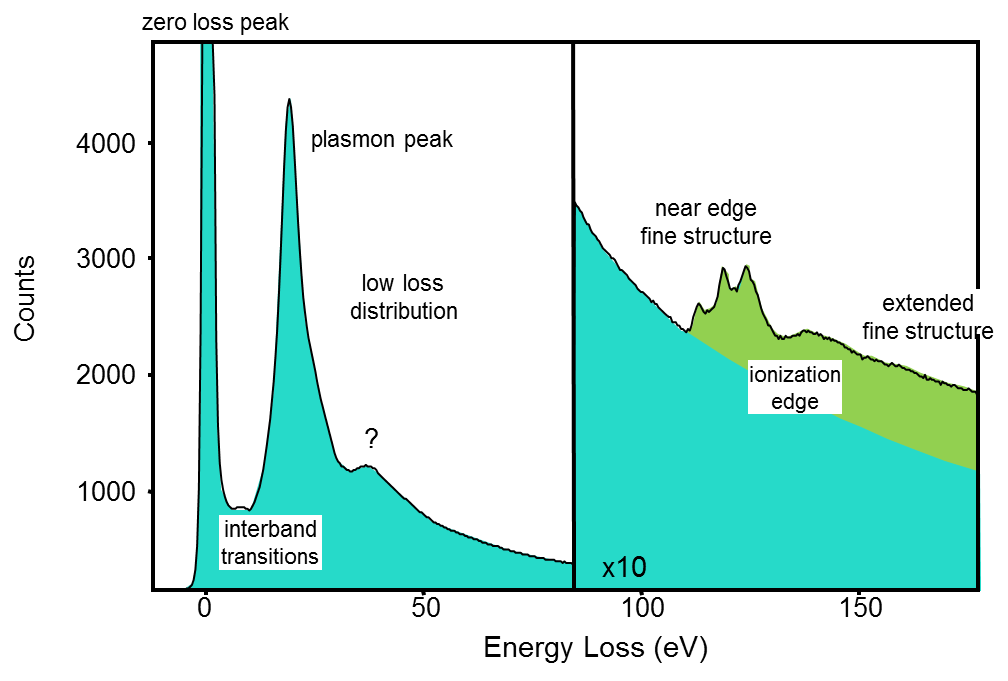 zero loss peak
4000
3000
2000
1000
Counts
plasmon peak
low loss
distribution
?
interband
transitions
near edge
fine structure
extended
fine structure
ionization
edge
x10
0
50
100
150
Energy Loss (eV)